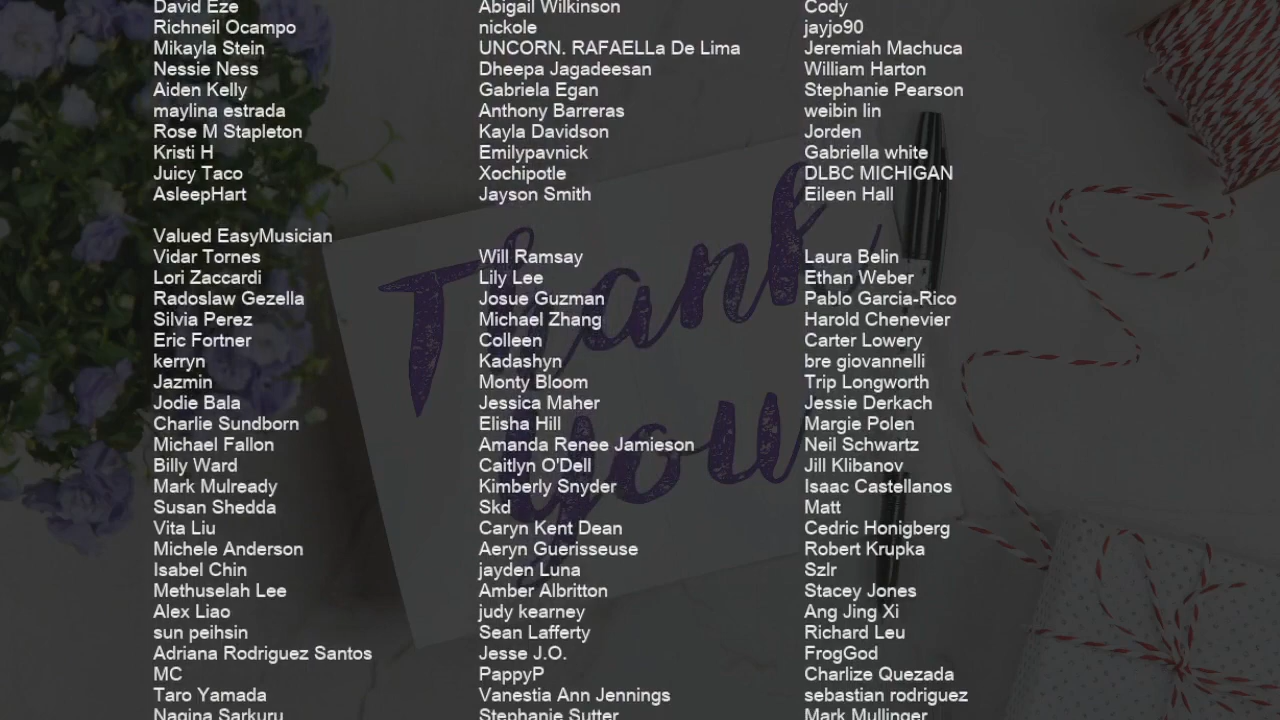 David Eze Abigail Wilkinson Cody
Richneil Ocampo nickole jayjo90
Mikayla Stein UNCORN. RAFAELLa De Lima Jeremiah Machuca
Nessie Ness Dheepa Jagadeesan William Harton
Aiden Kelly Gabriela Egan Stephanie Pearson
maylina estrada Anthony Barreras weibin lin
Rose M Stapleton Kayla Davidson Jorden
Kristi H Emilypavnick Gabriella white
Juicy Taco Xochipotle DLBC MICHIGAN
AsleepHart Jayson Smith Eileen Hall
Valued EasyMusician
Vidar Tornes Will Ramsay Laura Belin
Lori Zaccardi Lily Lee Ethan Weber
Radoslaw Gezella Josue Guzman Pablo Garcia-Rico
Silvia Perez Michael Zhang Harold Chenevier
Eric Fortner Colleen Carter Lowery
kerryn Kadashyn bre giovannelli
Jazmin Monty Bloom Trip Longworth
Jodie Bala Jessica Maher Jessie Derkach
Charlie Sundborn Elisha Hill Margie Polen
Michael Fallon Amanda Renee Jamieson Neil Schwartz
Billy Ward Caitlyn O'Dell Jill Klibanov
Mark Mulready Kimberly Snyder Isaac Castellanos
Susan Shedda Skd Matt
Vita Liu Caryn Kent Dean Cedric Honigberg
Michele Anderson Aeryn Guerisseuse Robert Krupka
Isabel Chin jayden Luna Szlr
Methuselah Lee Amber Albritton Stacey Jones
Alex Liao judy kearney Ang Jing Xi
sun peihsin Sean Lafferty Richard Leu
Adriana Rodriguez Santos Jesse J.O. FrogGod
MC PappyP Charlize Quezada
Taro Yamada Vanestia Ann Jennings sebastian rodriguez
Nagina Sarkuru Stephanie Sutter Mark Mullinger
Thank
you